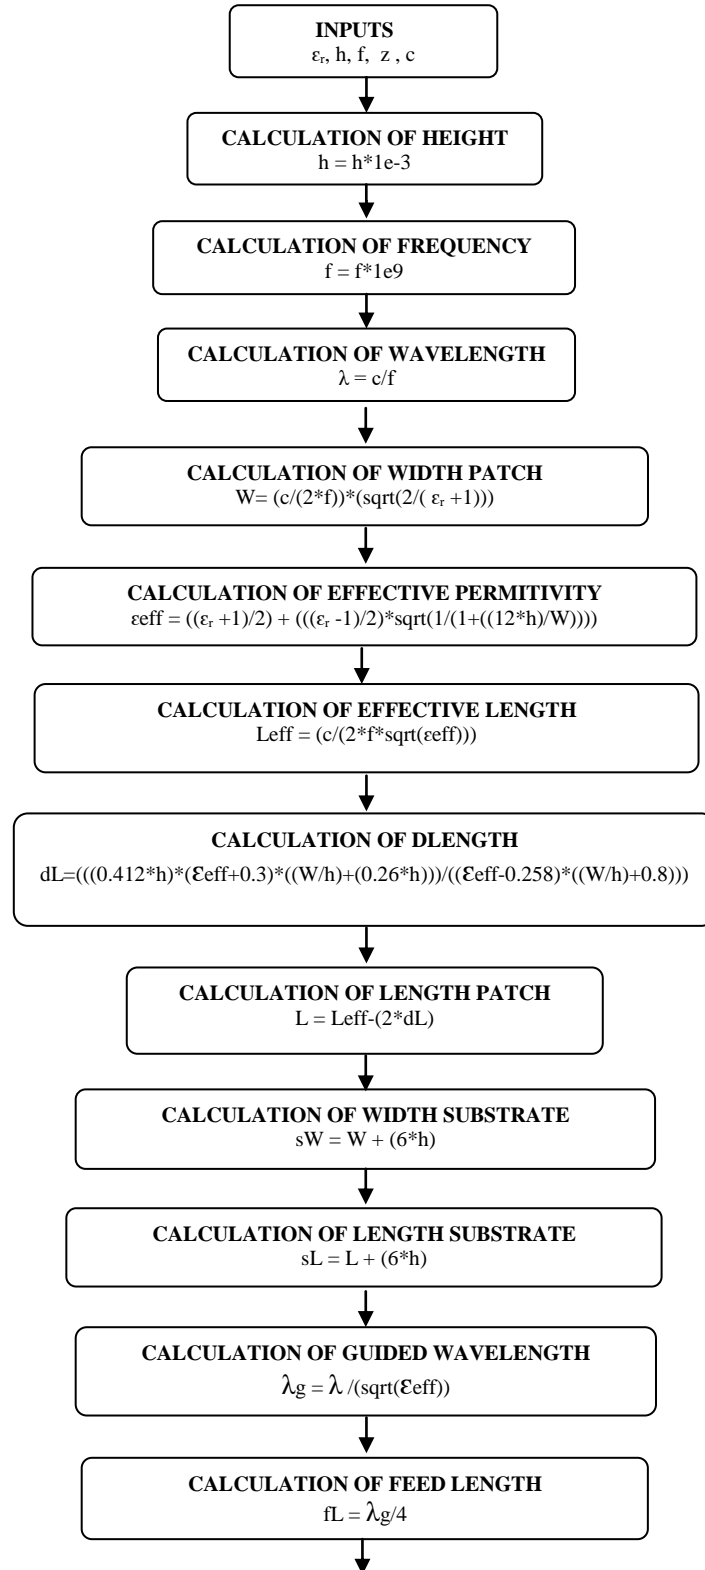 INPUTS
εr, h, f, z , c
CALCULATION OF HEIGHT
h = h*1e-3
CALCULATION OF FREQUENCY
f = f*1e9
CALCULATION OF WAVELENGTH
λ = c/f
CALCULATION OF WIDTH PATCH
W= (c/(2*f))*(sqrt(2/( εr +1)))
CALCULATION OF EFFECTIVE PERMITIVITY
εeff = ((εr +1)/2) + (((εr -1)/2)*sqrt(1/(1+((12*h)/W))))
CALCULATION OF EFFECTIVE LENGTH
Leff = (c/(2*f*sqrt(εeff)))
CALCULATION OF DLENGTH
dL=(((0.412*h)*(Ɛeff+0.3)*((W/h)+(0.26*h)))/((Ɛeff-0.258)*((W/h)+0.8)))
CALCULATION OF LENGTH PATCH
L = Leff-(2*dL)
CALCULATION OF WIDTH SUBSTRATE
sW = W + (6*h)
CALCULATION OF LENGTH SUBSTRATE
sL = L + (6*h)
CALCULATION OF GUIDED WAVELENGTH
λg = λ /(sqrt(Ɛeff))
CALCULATION OF FEED LENGTH
fL = λg/4